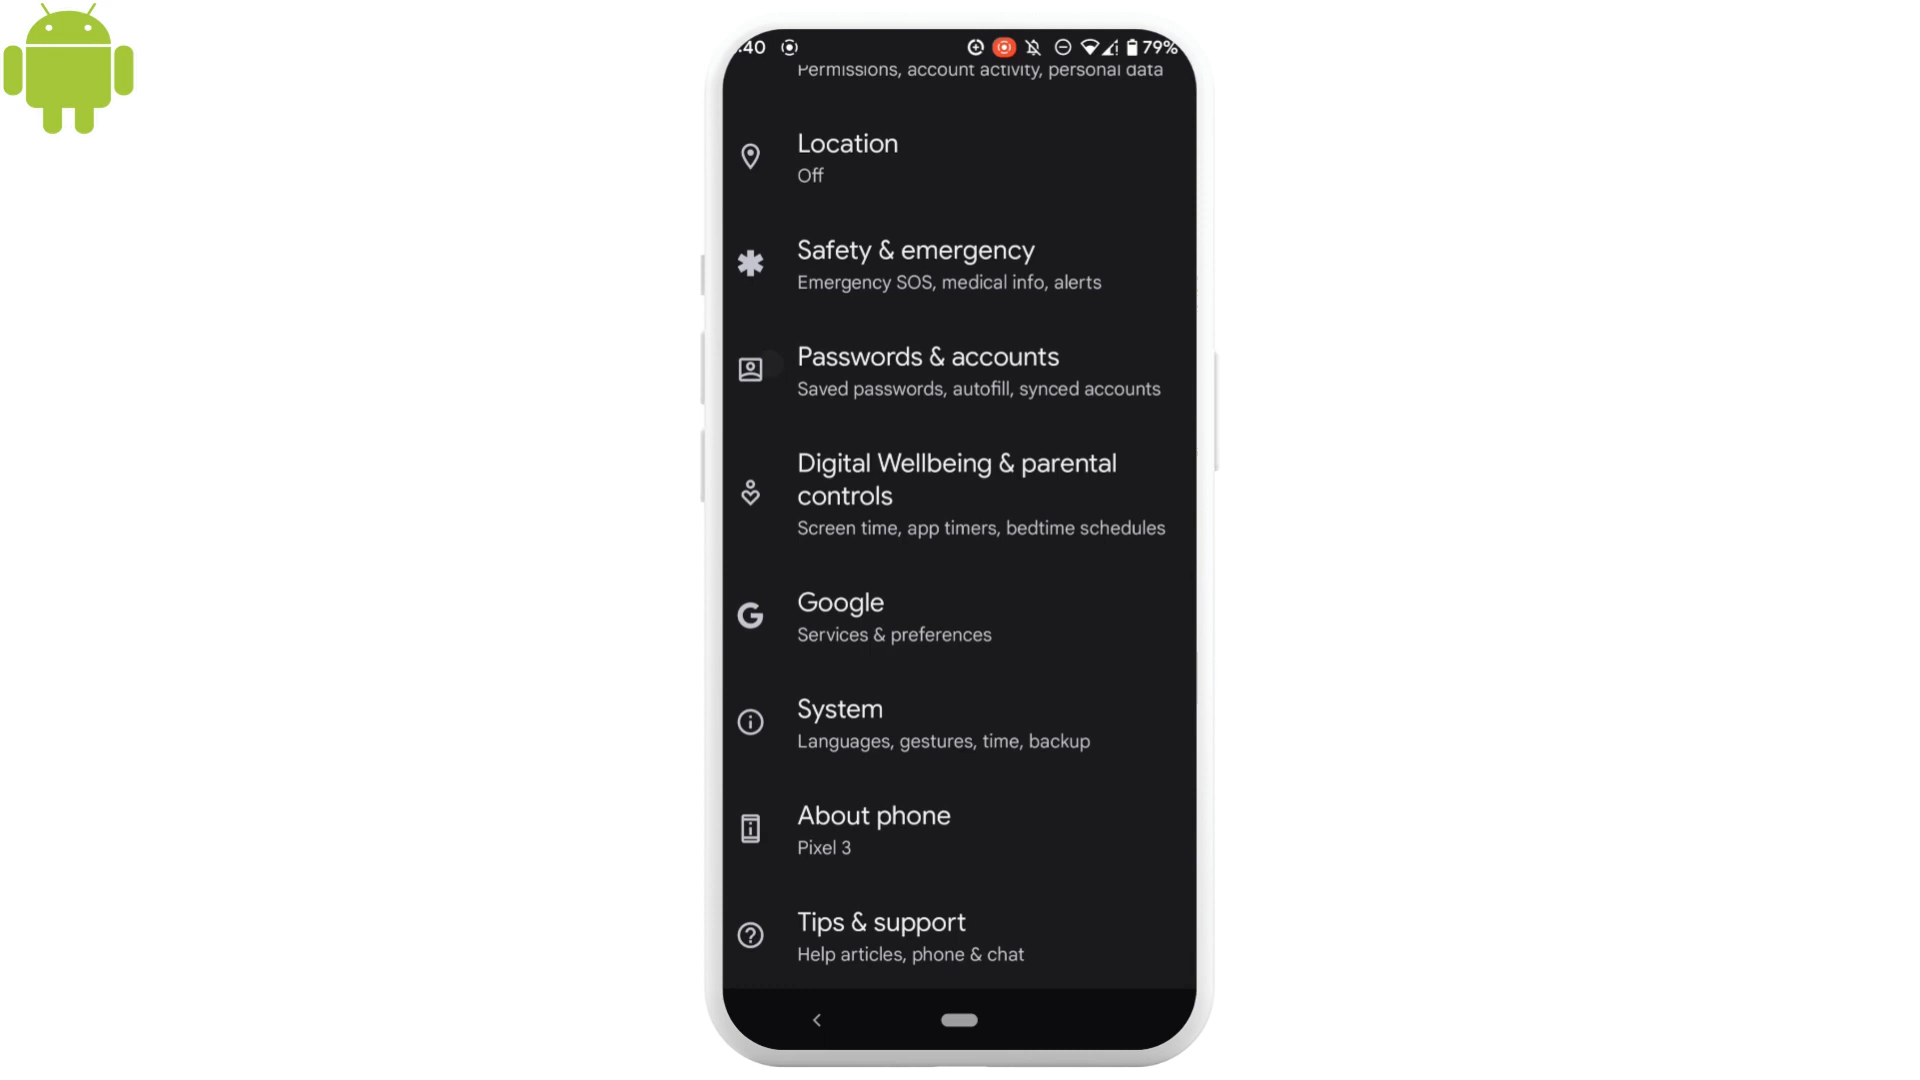 :40 79%
Permissions, account activity, personal data
Location
Off
Safety & emergency
Emergency SOS, medical info, alerts
Passwords & accounts
Saved passwords, autofill, synced accounts
Digital Wellbeing & parental
controls
Screen time, app timers, bedtime schedules
Google
Services & preferences
System
Languages, gestures, time, backup
About phone
Pixel 3
Tips & support
Help articles, phone & chat